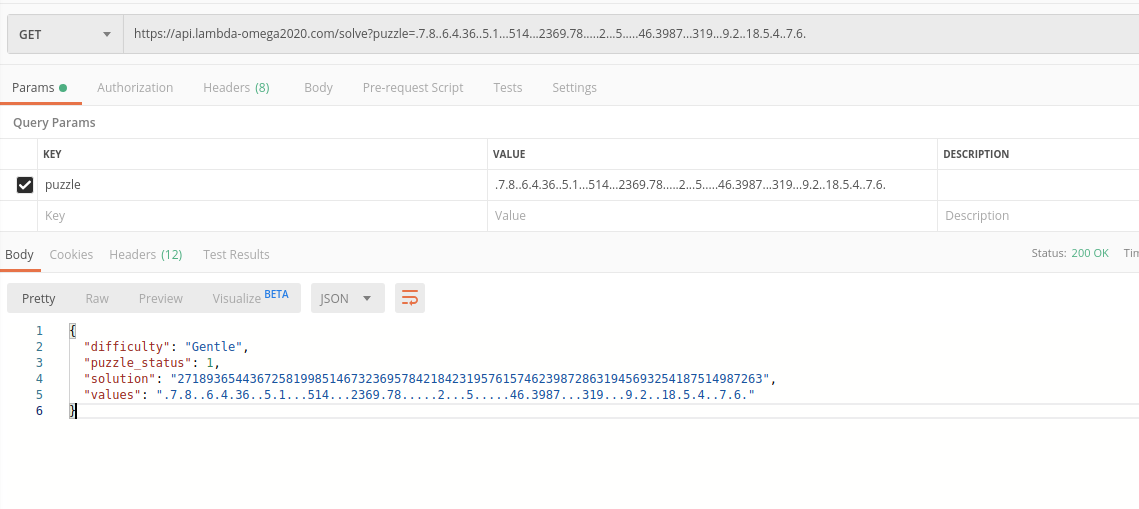 GET https://api.lambda-omega2020.com/solve?puzzle=.7.8..6.4.36..5.1...514...2369.78.....2...5.....46.3987...319...9.2..18.5.4..7.6.
Params Authorization Headers (8) Body Pre-request Script Tests Settings
Query Params
KEY VALUE DESCRIPTION
puzzle .7.8..6.4.36..5.1...514...2369.78.....2...5.....46.3987...319...9.2..18.5.4..7.6.
Key Value Description
Body Cookies Headers (12) Test Results Status: 200 OK Tim
Pretty Raw Preview Visualize BETA JSON
1 {
2 "difficulty": "Gentle",
3 "puzzle_status": 1,
4 "solution": "271893654436725819985146732369578421842319576157462398728631945693254187514987263",
5 "values": ".7.8..6.4.36..5.1...514...2369.78.....2...5.....46.3987...319...9.2..18.5.4..7.6."
6 }